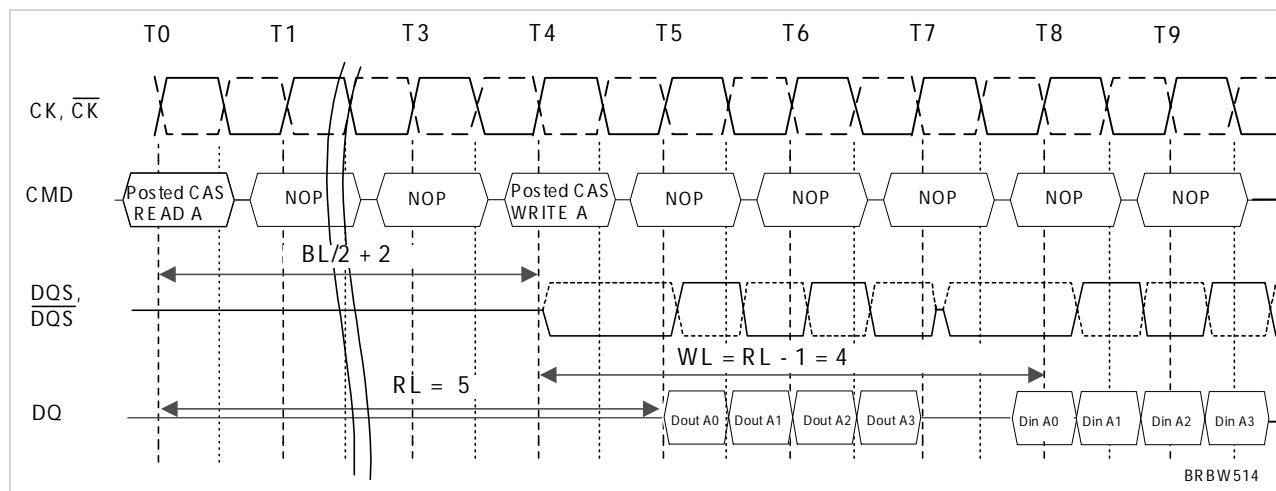 T0 T1 T3 T4 T5 T6 T7 T8 T9
CK, CK
CMD
Posted CAS READ A
NOP
NOP
Posted CAS WRITE A
NOP
NOP
NOP
NOP
NOP
BL/2 + 2
DQS,
DQS
WL = RL - 1 = 4
RL = 5
DQ
Dout A0 Dout A1 Dout A2 Dout A3 Din A0 Din A1 Din A2 Din A3
BRBW514